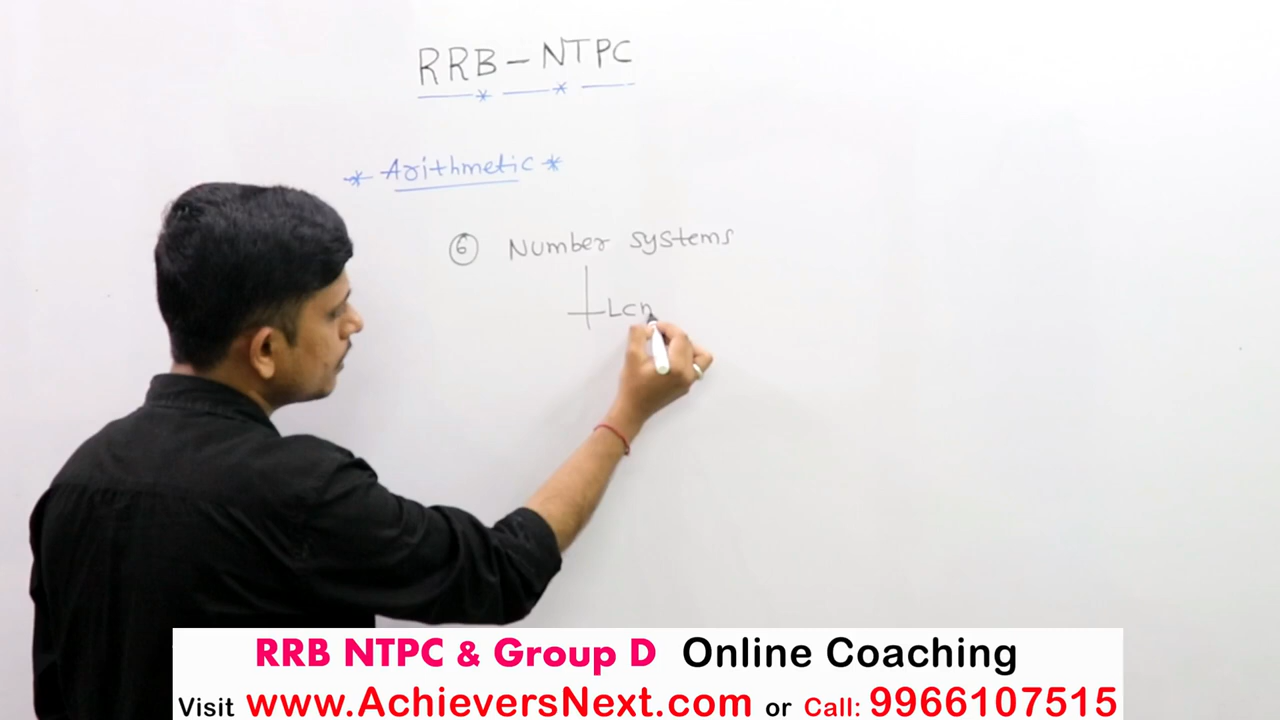 RRB-NTPC
* Arithmetic *
6 Number systems
Lcm
RRB NTPC & Group D Online Coaching
Visit www.AchieversNext.com or Call: 9966107515